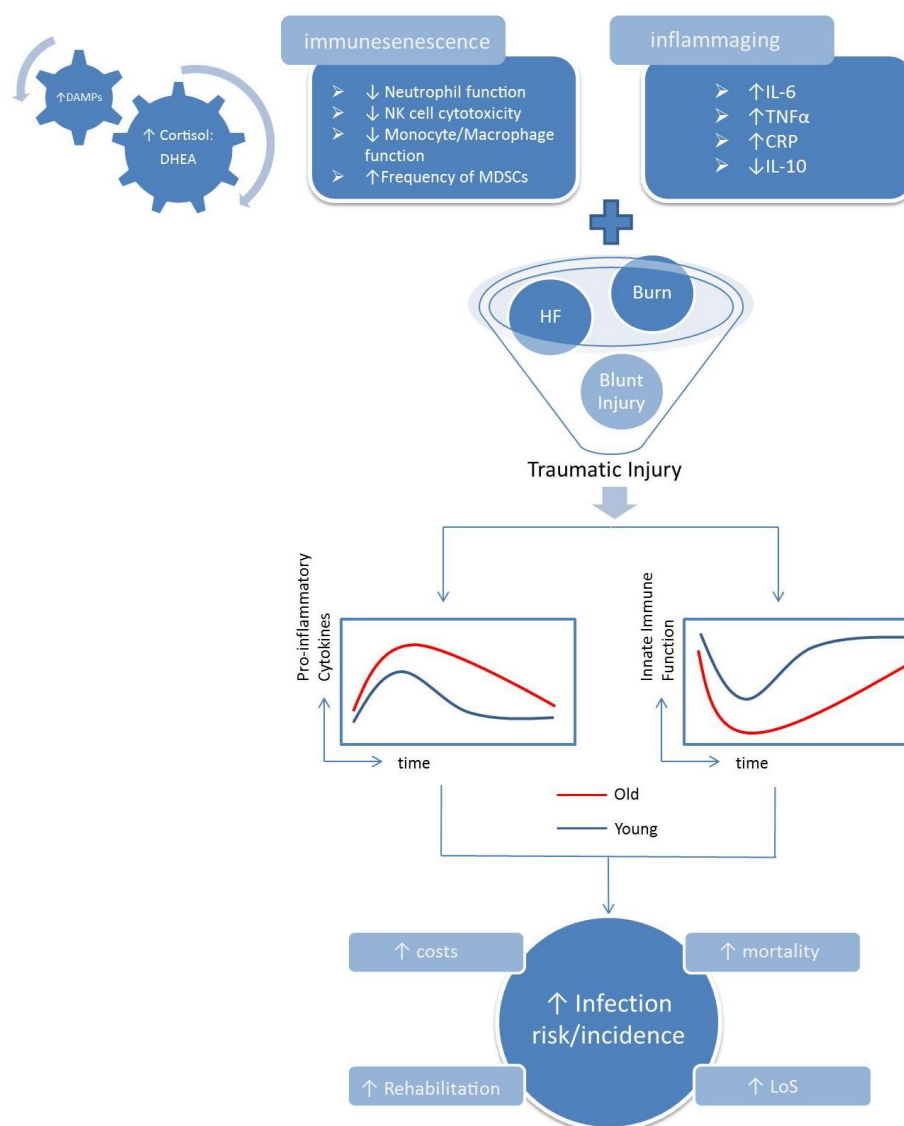 immunesenescence
inflammaging
↑DAMPs
↑ Cortisol:
DHEA
➢ ↓ Neutrophil function
➢ ↓ NK cell cytotoxicity
➢ ↓ Monocyte/Macrophage
function
➢ ↑Frequency of MDSCs
➢ ↑IL-6
➢ ↑TNFα
➢ ↑CRP
➢ ↓IL-10
Burn
HF
Blunt
Injury
Traumatic Injury
Pro-inflammatory
Cytokines
time
Innate Immune
Function
time
Old
Young
↑ costs
↑ mortality
↑ Infection
risk/incidence
↑ Rehabilitation
↑ LoS